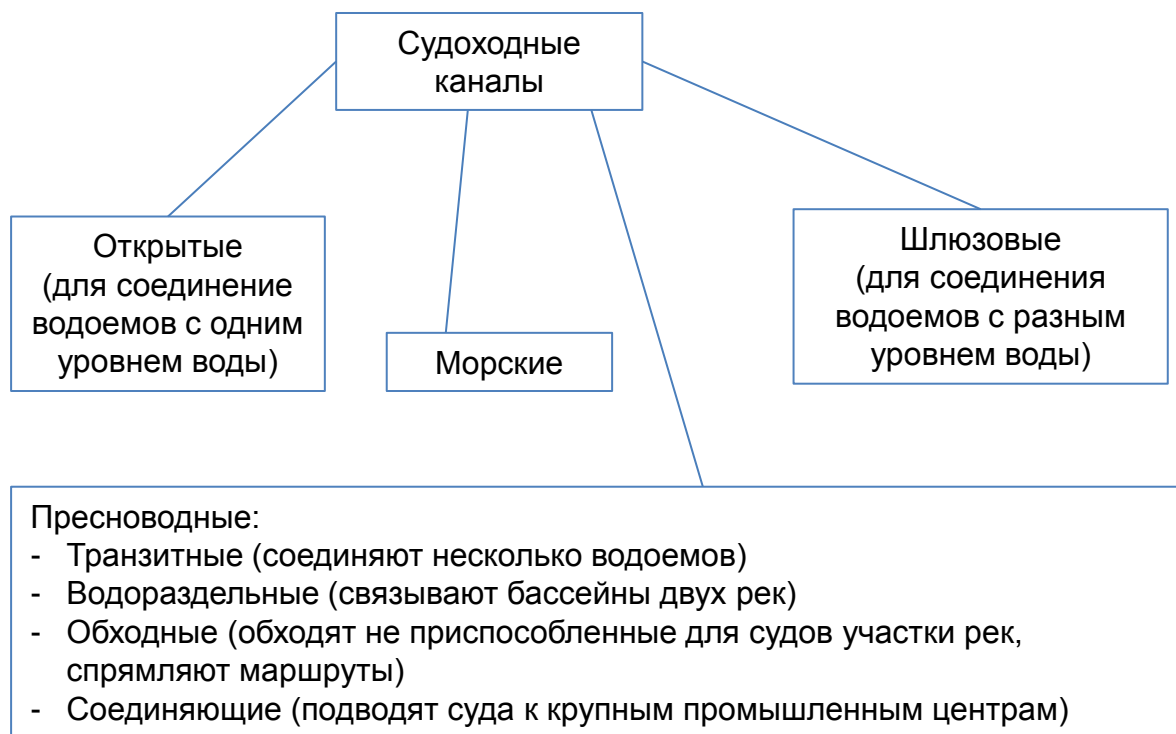 Судоходные
каналы
Открытые
(для соединение
водоемов с одним
уровнем воды)
Морские
Шлюзовые
(для соединения
водоемов с разным
уровнем воды)
Пресноводные:
- Транзитные (соединяют несколько водоемов)
- Водораздельные (связывают бассейны двух рек)
- Обходные (обходят не приспособленные для судов участки рек,
спрямляют маршруты)
- Соединяющие (подводят суда к крупным промышленным центрам)